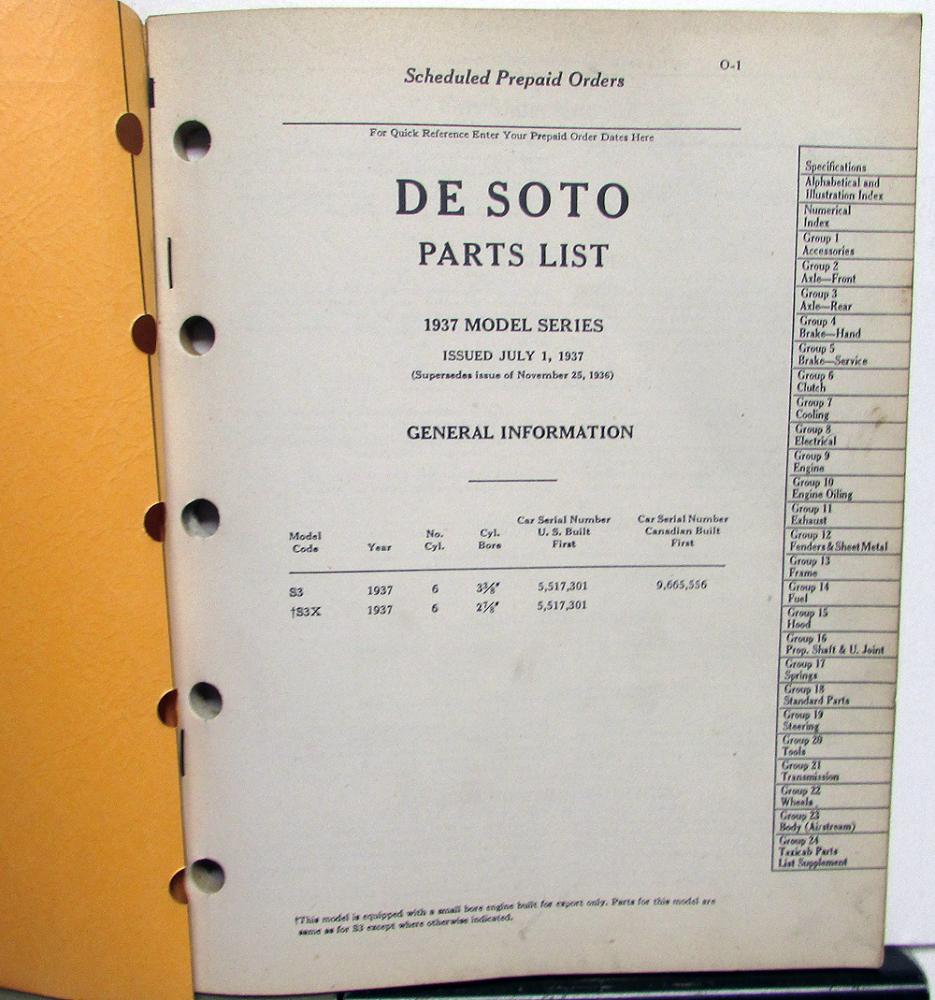 O-1
Scheduled Prepaid Orders
For Quick Reference Enter Your Prepaid Order Dates Here
DE SOTO
PARTS LIST
1937 MODEL SERIES
ISSUED JULY 1, 1937
(Supersedes issue of November 25, 1936)
GENERAL INFORMATION
Model Code Year No. Cyl. Cyl. Bore Car Serial Number U. S. Built First Car Serial Number Canadian Built First
S3 1937 6 3⅜" 5,517,301 9,665,556
†S3X 1937 6 2⅞" 5,517,301
†This model is equipped with a small bore engine built for export only. Parts for this model are
same as for S3 except where otherwise indicated.
Specifications
Alphabetical and
Illustration Index
Numerical
Index
Group 1
Accessories
Group 2
Axle—Front
Group 3
Axle—Rear
Group 4
Brake—Hand
Group 5
Brake—Service
Group 6
Clutch
Group 7
Cooling
Group 8
Electrical
Group 9
Engine
Group 10
Engine Oiling
Group 11
Exhaust
Group 12
Fenders & Sheet Metal
Group 13
Frame
Group 14
Fuel
Group 15
Hood
Group 16
Prop. Shaft & U. Joint
Group 17
Springs
Group 18
Standard Parts
Group 19
Steering
Group 20
Tools
Group 21
Transmission
Group 22
Wheels
Group 23
Body (Airstream)
Group 24
Taxicab Parts
List Supplement